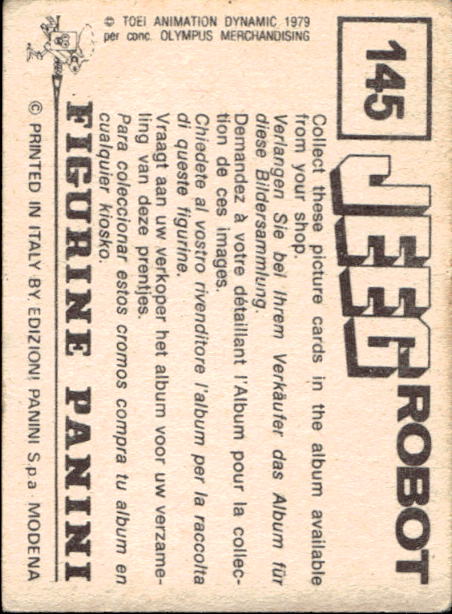 145
JEEG ROBOT
Collect these picture cards in the album available
from your shop.
Verlangen Sie bei Ihrem Verkäufer das Album für
diese Bildersammlung.
Demandez à votre détaillant l'Album pour la collec-
tion de ces images.
Chiedete al vostro rivenditore l'album per la raccolta
di queste figurine.
Vraagt aan uw verkoper het album voor uw verzame-
ling van deze prentjes.
Para coleccionar estos cromos compra tu album en
cualquier kiosko.
FIGURINE PANINI
© PRINTED IN ITALY BY EDIZIONI PANINI S.p.a - MODENA
© TOEI ANIMATION DYNAMIC 1979
per conc. OLYMPUS MERCHANDISING